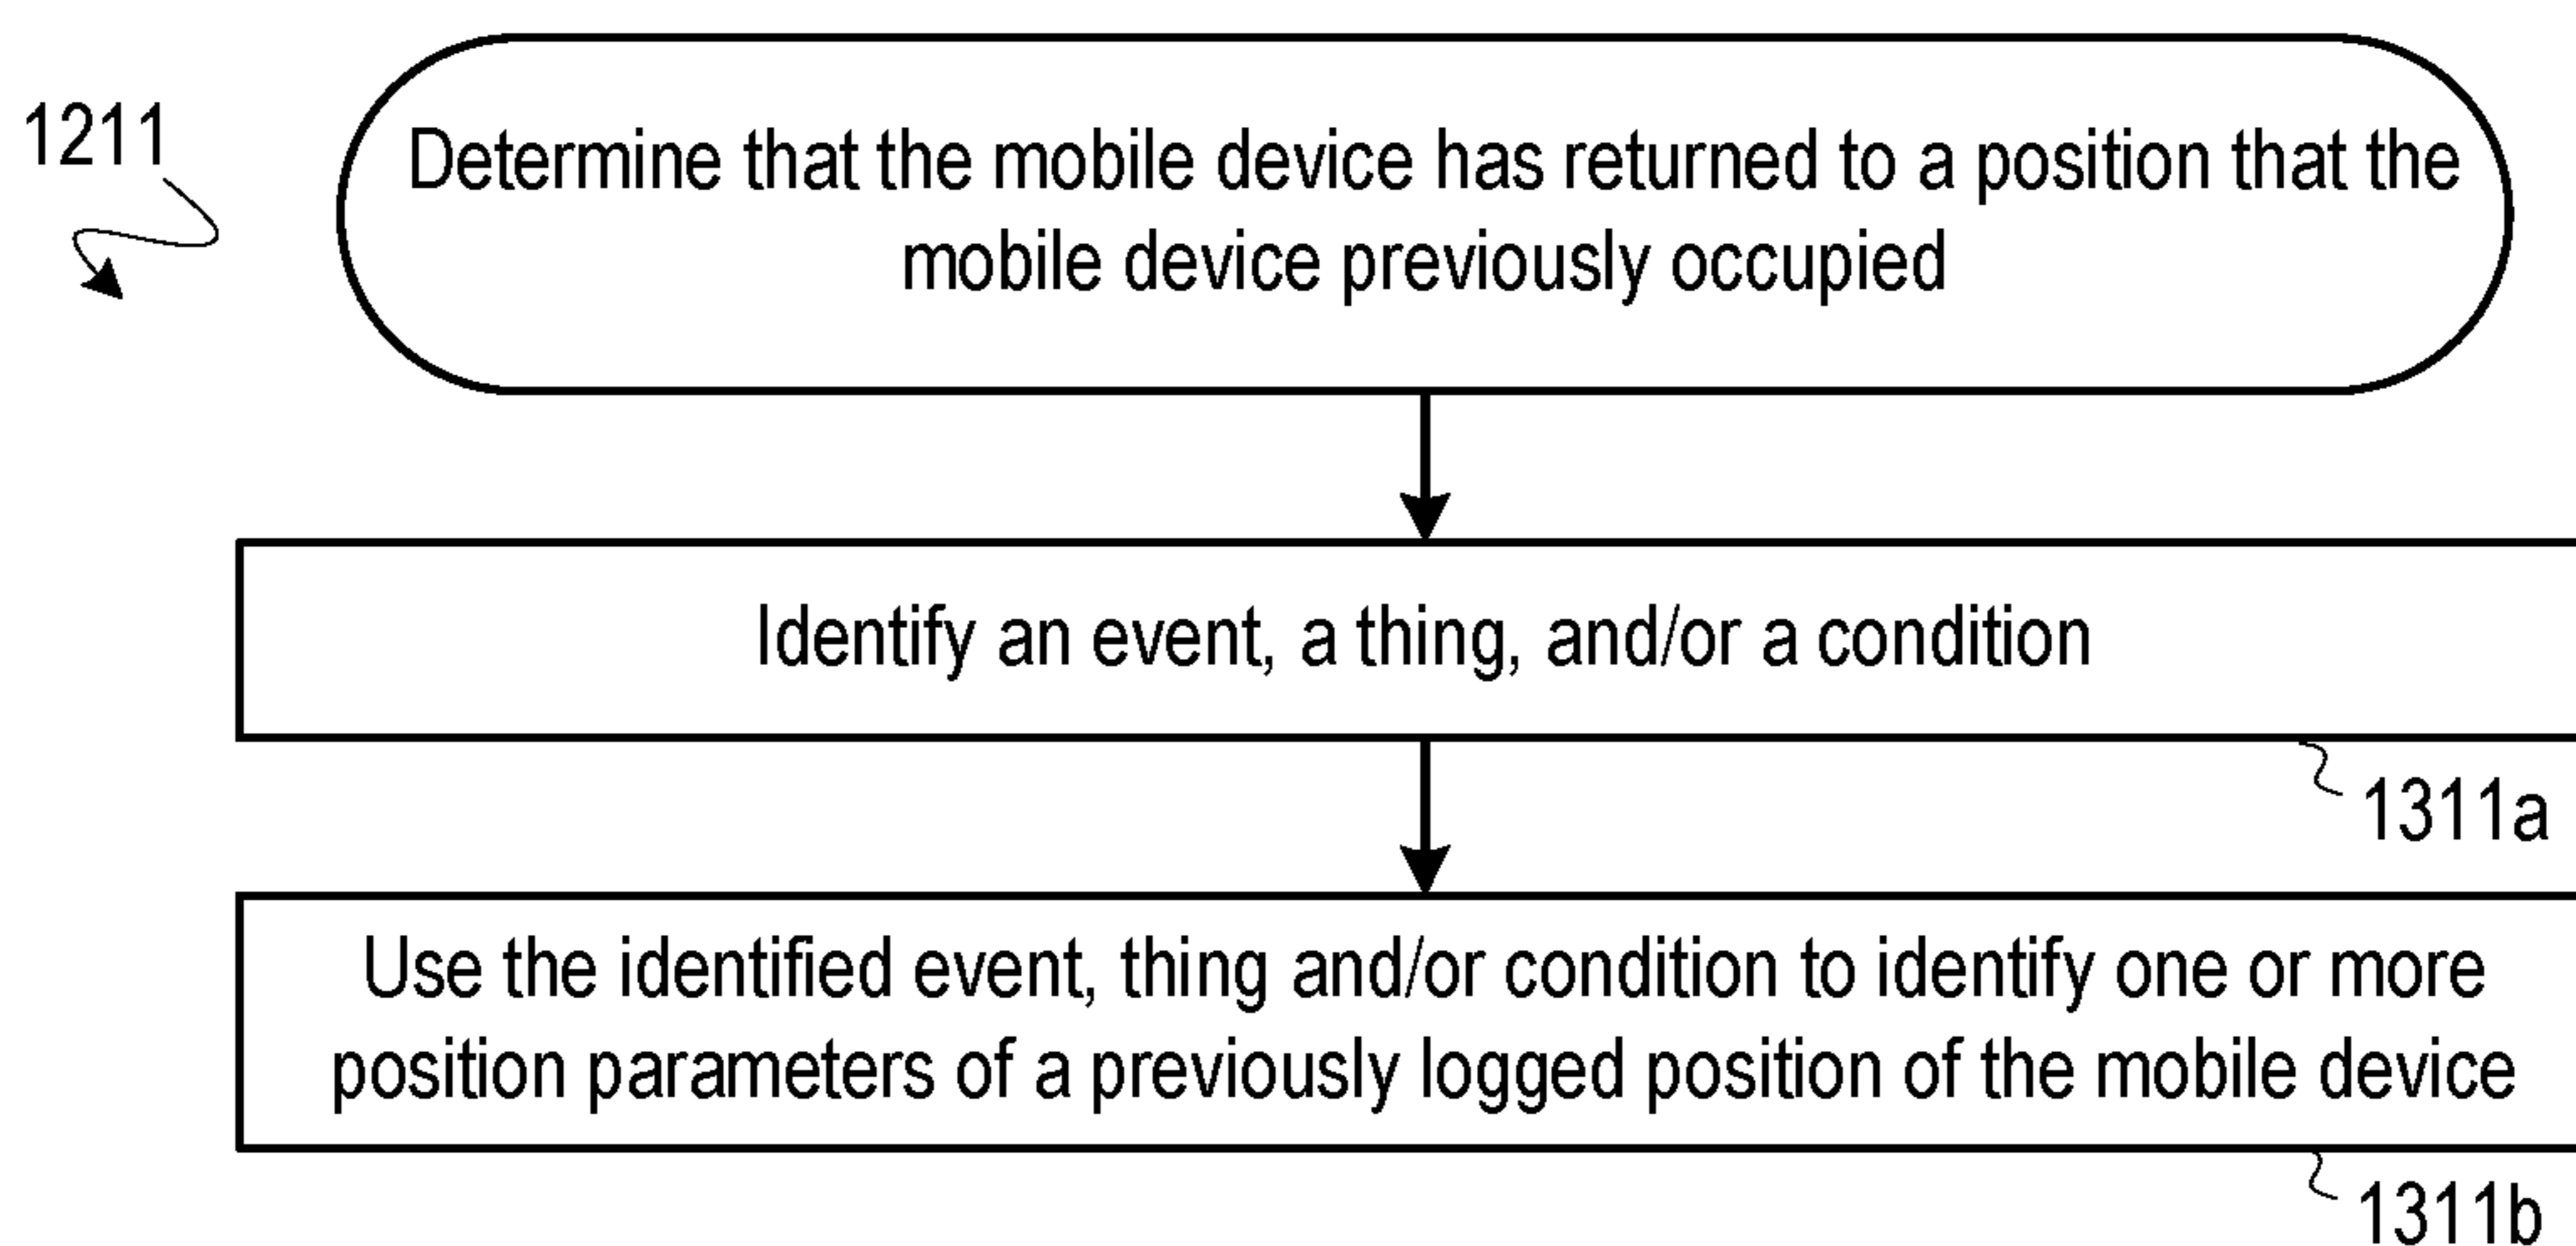 1211
Determine that the mobile device has returned to a position that the
mobile device previously occupied
Identify an event, a thing, and/or a condition
1311a
Use the identified event, thing and/or condition to identify one or more
position parameters of a previously logged position of the mobile device
1311b